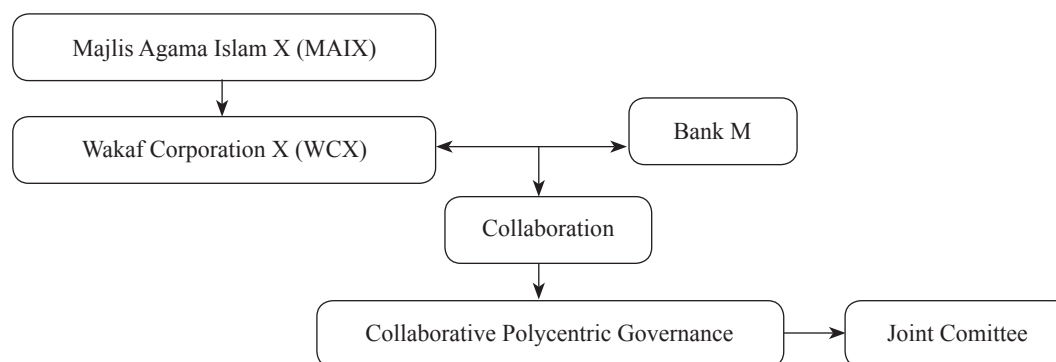 Majlis Agama Islam X (MAIX)
Wakaf Corporation X (WCX)
Bank M
Collaboration
Collaborative Polycentric Governance
Joint Comittee